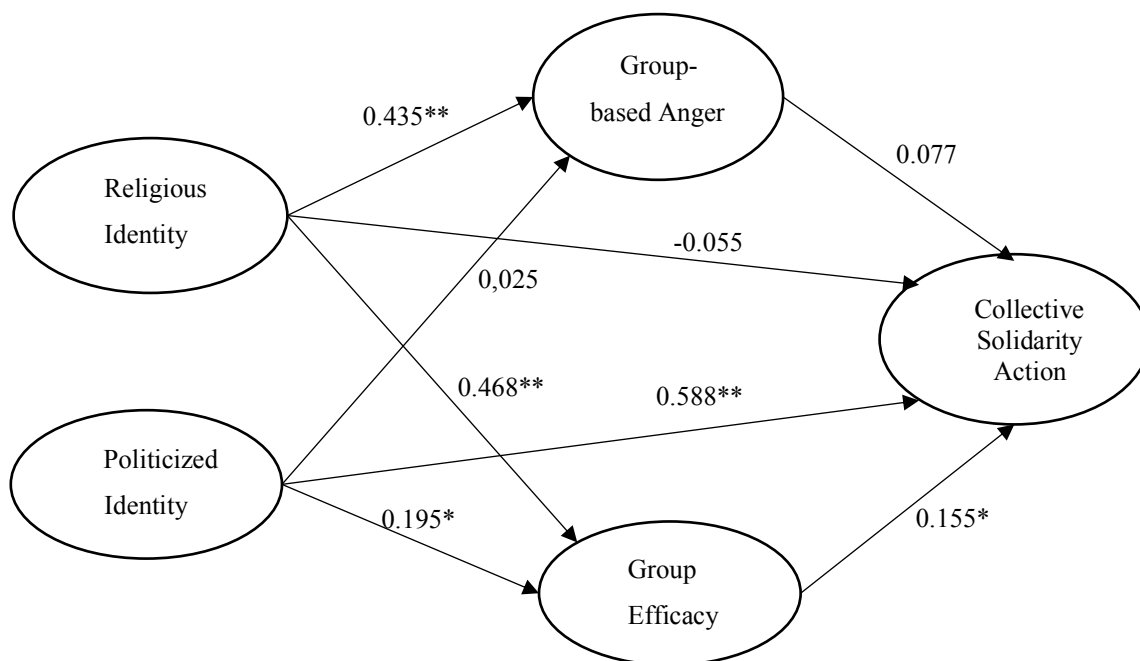 Group-
based Anger
0.435**
0.077
Religious
Identity
-0.055
0,025
Collective
Solidarity
Action
0.468**
0.588**
Politicized
Identity
0.195*
0.155*
Group
Efficacy